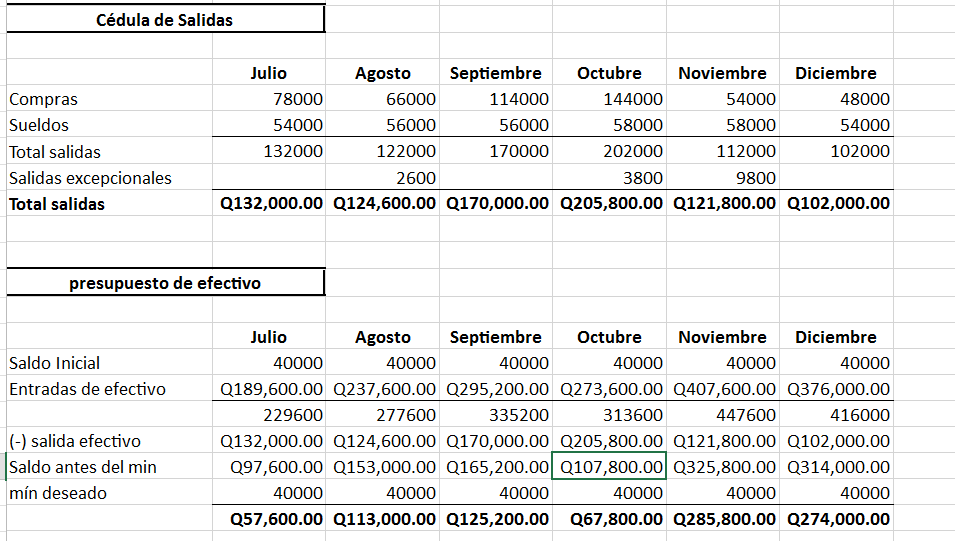 Cédula de Salidas
Julio Agosto Septiembre Octubre Noviembre Diciembre
Compras 78000 66000 114000 144000 54000 48000
Sueldos 54000 56000 56000 58000 58000 54000
Total salidas 132000 122000 170000 202000 112000 102000
Salidas excepcionales 2600 3800 9800
Total salidas Q132,000.00 Q124,600.00 Q170,000.00 Q205,800.00 Q121,800.00 Q102,000.00
presupuesto de efectivo
Julio Agosto Septiembre Octubre Noviembre Diciembre
Saldo Inicial 40000 40000 40000 40000 40000 40000
Entradas de efectivo Q189,600.00 Q237,600.00 Q295,200.00 Q273,600.00 Q407,600.00 Q376,000.00
229600 277600 335200 313600 447600 416000
(-) salida efectivo Q132,000.00 Q124,600.00 Q170,000.00 Q205,800.00 Q121,800.00 Q102,000.00
Saldo antes del min Q97,600.00 Q153,000.00 Q165,200.00 Q107,800.00 Q325,800.00 Q314,000.00
mín deseado 40000 40000 40000 40000 40000 40000
Q57,600.00 Q113,000.00 Q125,200.00 Q67,800.00 Q285,800.00 Q274,000.00